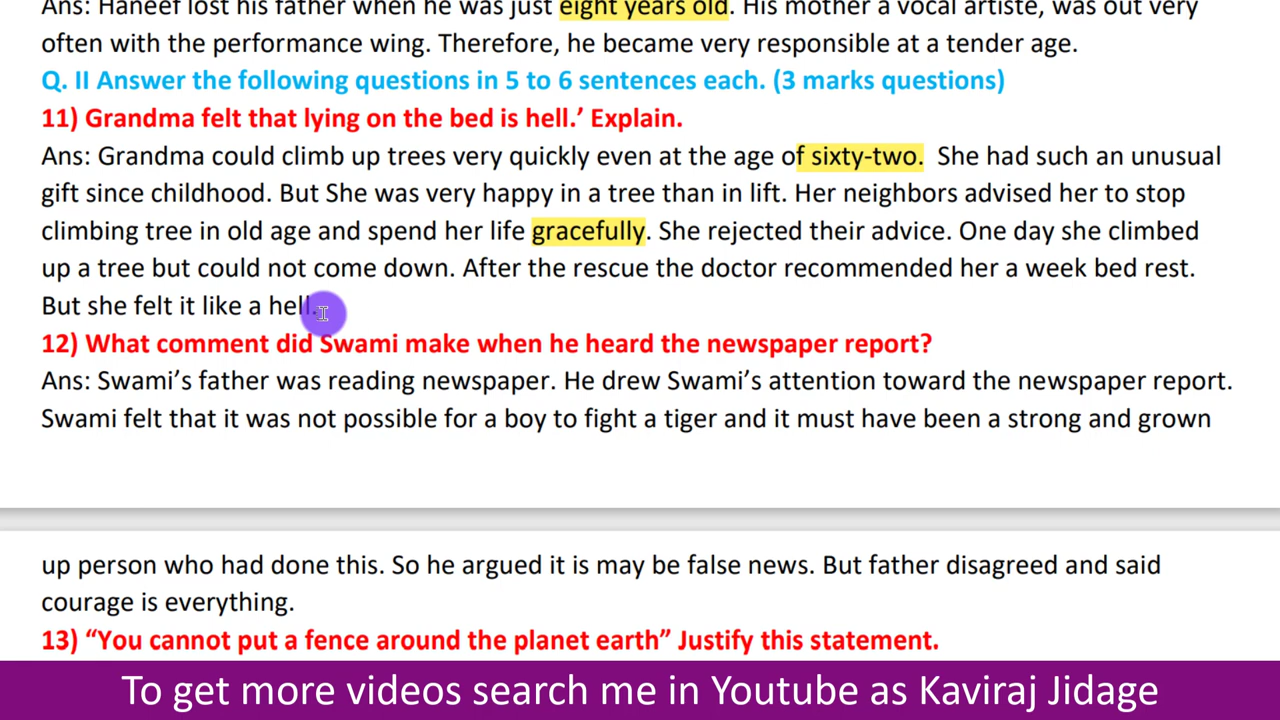 Ans: Haneef lost his father when he was just eight years old. His mother a vocal artiste, was out very
often with the performance wing. Therefore, he became very responsible at a tender age.
Q. II Answer the following questions in 5 to 6 sentences each. (3 marks questions)
11) Grandma felt that lying on the bed is hell.’ Explain.
Ans: Grandma could climb up trees very quickly even at the age of sixty-two. She had such an unusual
gift since childhood. But She was very happy in a tree than in lift. Her neighbors advised her to stop
climbing tree in old age and spend her life gracefully. She rejected their advice. One day she climbed
up a tree but could not come down. After the rescue the doctor recommended her a week bed rest.
But she felt it like a hell.
12) What comment did Swami make when he heard the newspaper report?
Ans: Swami’s father was reading newspaper. He drew Swami’s attention toward the newspaper report.
Swami felt that it was not possible for a boy to fight a tiger and it must have been a strong and grown
up person who had done this. So he argued it is may be false news. But father disagreed and said
courage is everything.
13) “You cannot put a fence around the planet earth” Justify this statement.
To get more videos search me in Youtube as Kaviraj Jidage